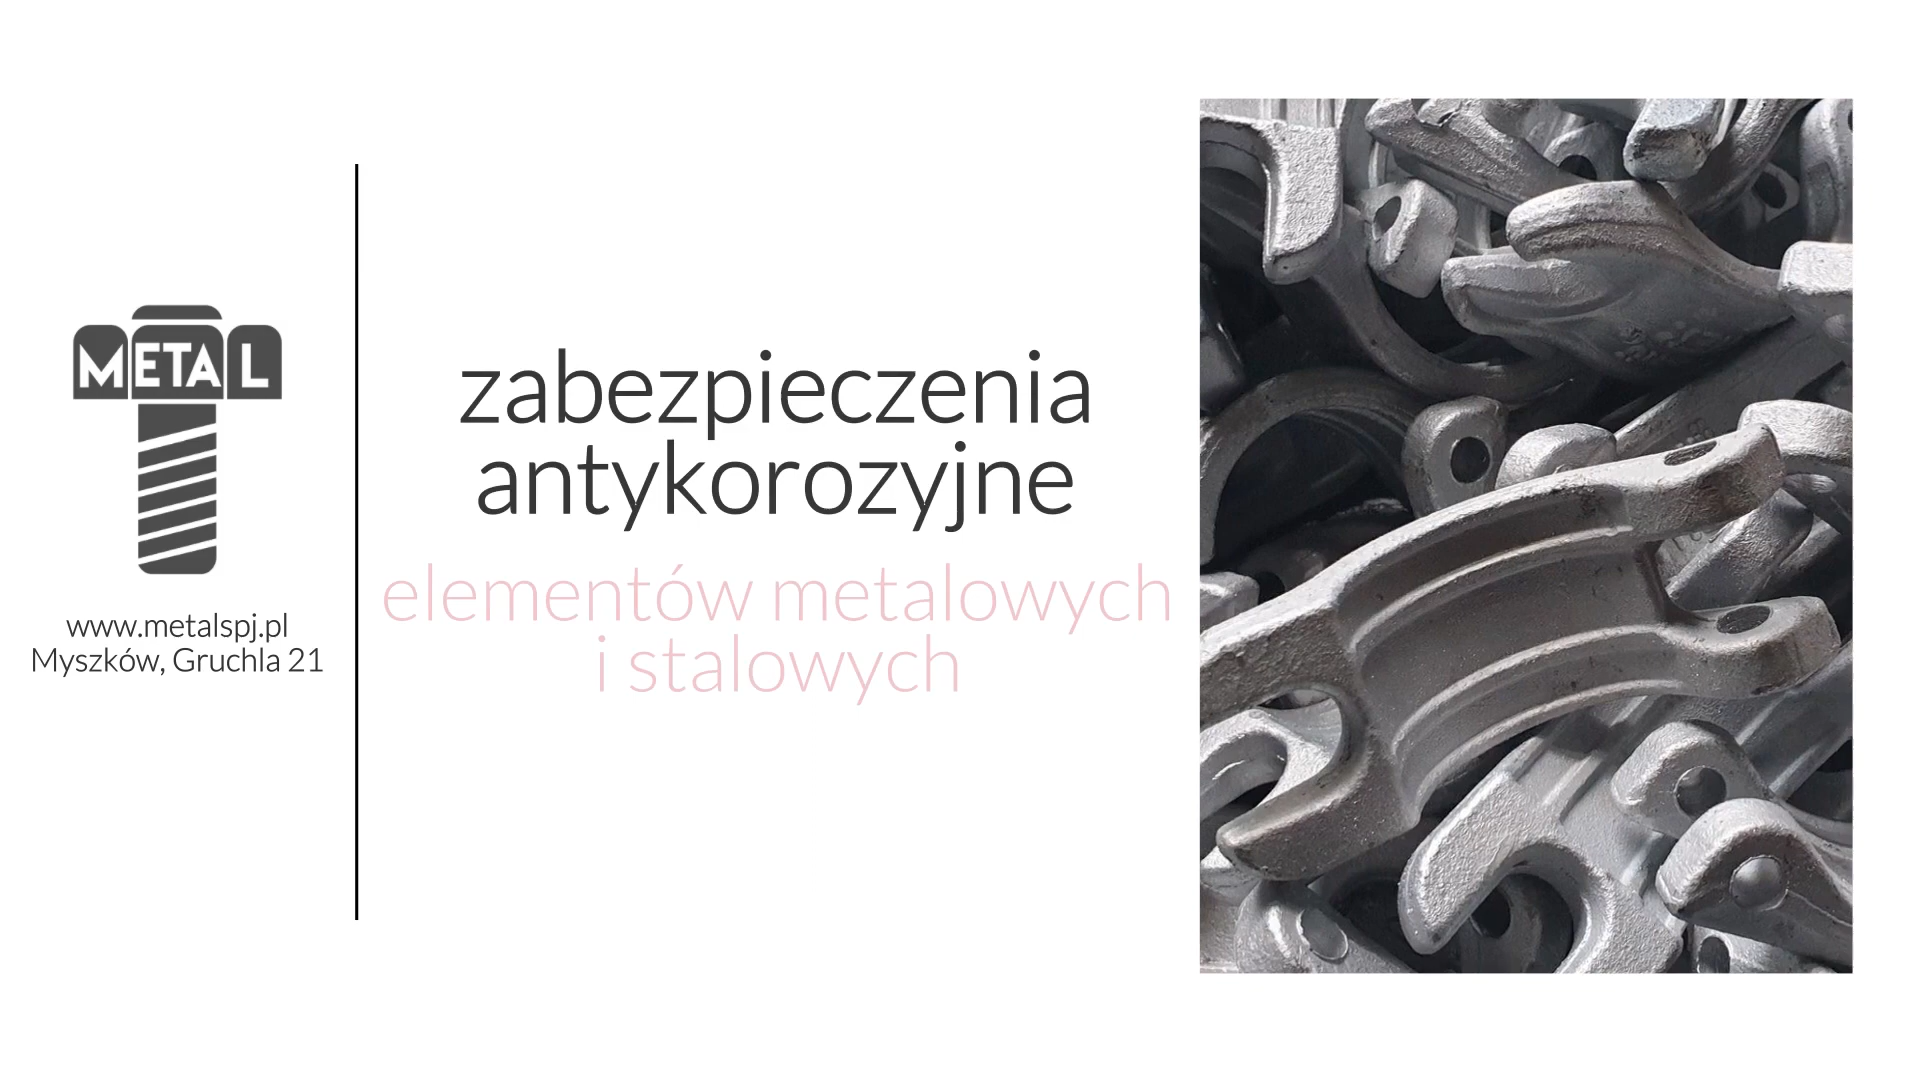 METAL
www.metalspj.pl
Myszków, Gruchla 21
zabezpieczenia
antykorozyjne
elementów metalowych
i stalowych